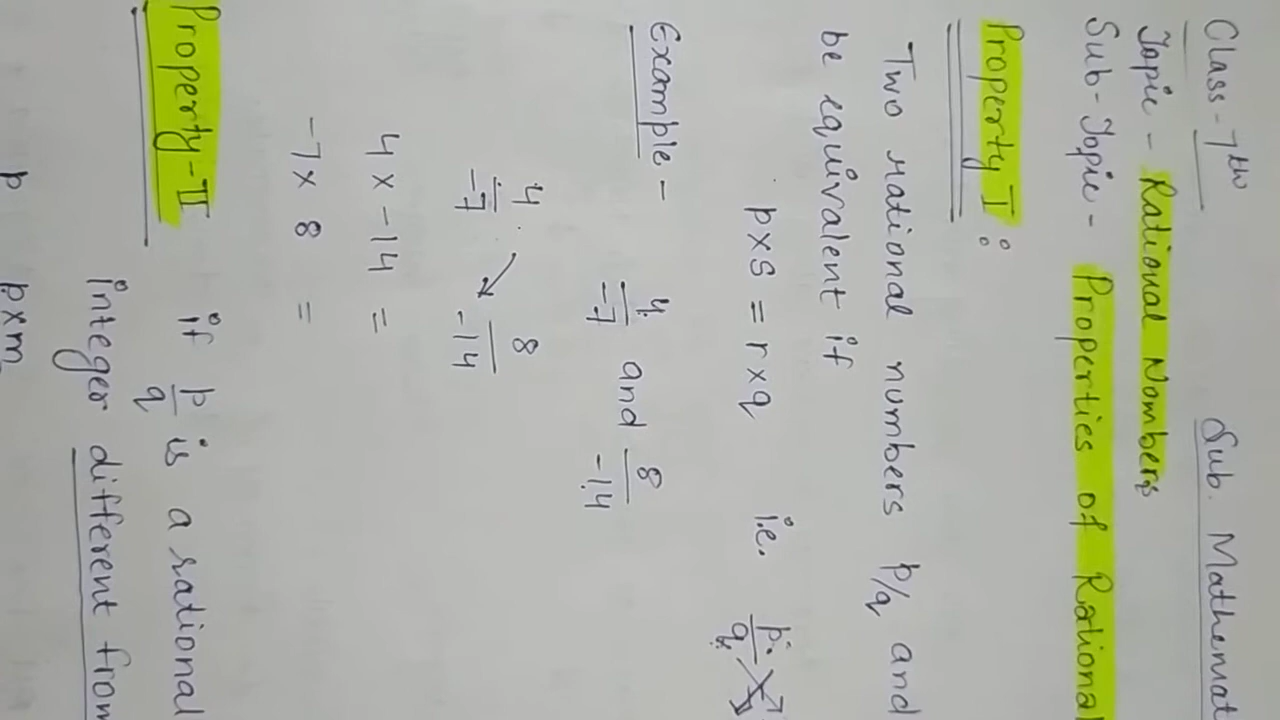 Class - 7th Sub. Mathemat
Topic - Rational Nombers
Sub-Topic - Properties of Rational
Property I :
Two rational numbers p/q and
be equivalent if
p×s = r×q i.e. p/q
Example - 4/-7 and 8/-14
4/-7 → 8/-14
4 × -14 =
-7 × 8 =
Property-II if p/q is a rational
integer different from
p p×m